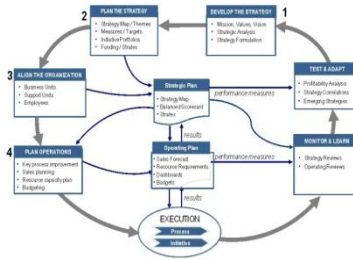 2
PLAN THE STRATEGY
• Strategy Map / Themes
• Measures / Targets
• Initiative Portfolios
• Funding / Stratex
DEVELOP THE STRATEGY
• Mission, Values, Vision
• Strategic Analysis
• Strategy Formulation
1
3
ALIGN THE ORGANIZATION
• Business Units
• Support Units
• Employees
Strategic Plan
• Strategy Map
• Balanced Scorecard
• Stratex
performance measures
TEST & ADAPT
• Profitability Analysis
• Strategy Correlations
• Emerging Strategies
results
4
PLAN OPERATIONS
• Key process improvement
• Sales planning
• Resource capacity plan
• Budgeting
Operating Plan
• Sales Forecast
• Resource Requirements
• Dashboards
• Budgets
performance measures
MONITOR & LEARN
• Strategy Reviews
• Operating Reviews
results
EXECUTION
Process
Initiative